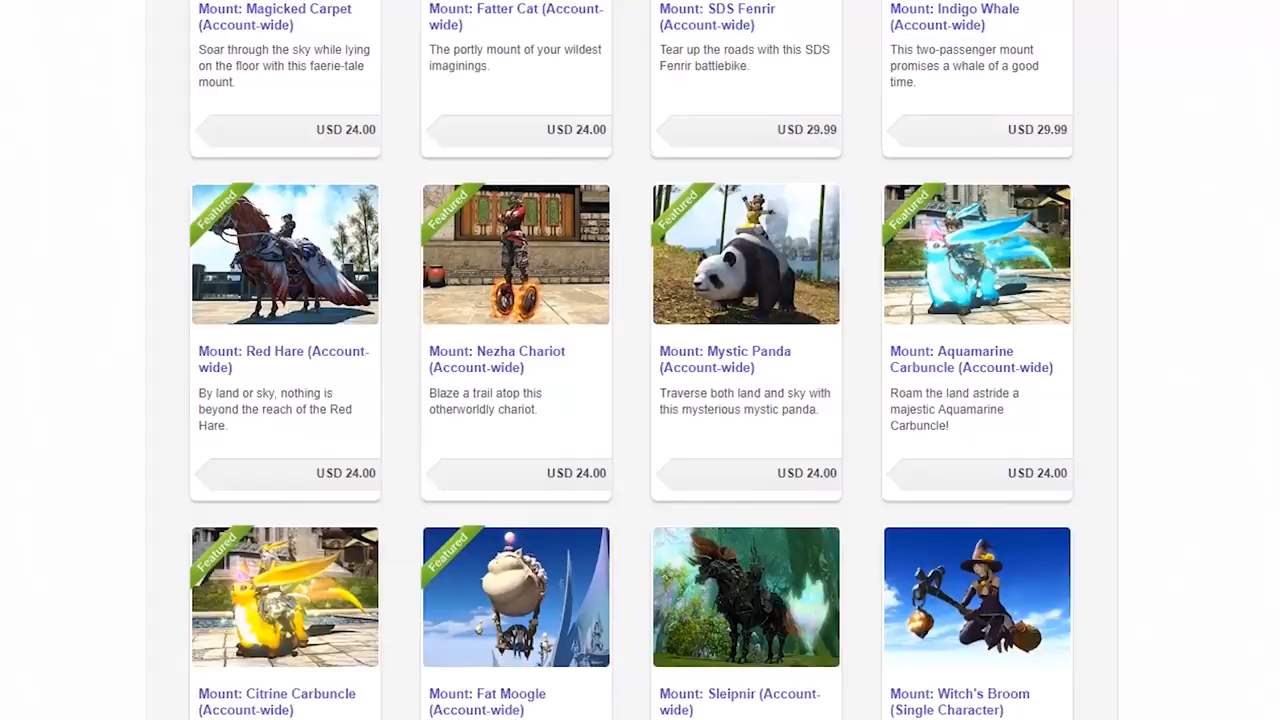 Mount: Magicked Carpet
(Account-wide)
Soar through the sky while lying
on the floor with this faerie-tale
mount.
USD 24.00
Mount: Fatter Cat (Account-
wide)
The portly mount of your wildest
imaginings.
USD 24.00
Mount: SDS Fenrir
(Account-wide)
Tear up the roads with this SDS
Fenrir battlebike.
USD 29.99
Mount: Indigo Whale
(Account-wide)
This two-passenger mount
promises a whale of a good
time.
USD 29.99
Featured
Mount: Red Hare (Account-
wide)
By land or sky, nothing is
beyond the reach of the Red
Hare.
USD 24.00
Featured
Mount: Nezha Chariot
(Account-wide)
Blaze a trail atop this
otherworldly chariot.
USD 24.00
Featured
Mount: Mystic Panda
(Account-wide)
Traverse both land and sky with
this mysterious mystic panda.
USD 24.00
Featured
Mount: Aquamarine
Carbuncle (Account-wide)
Roam the land astride a
majestic Aquamarine
Carbuncle!
USD 24.00
Featured
Mount: Citrine Carbuncle
(Account-wide)
Featured
Mount: Fat Moogle
(Account-wide)
Mount: Sleipnir (Account-
wide)
Mount: Witch's Broom
(Single Character)